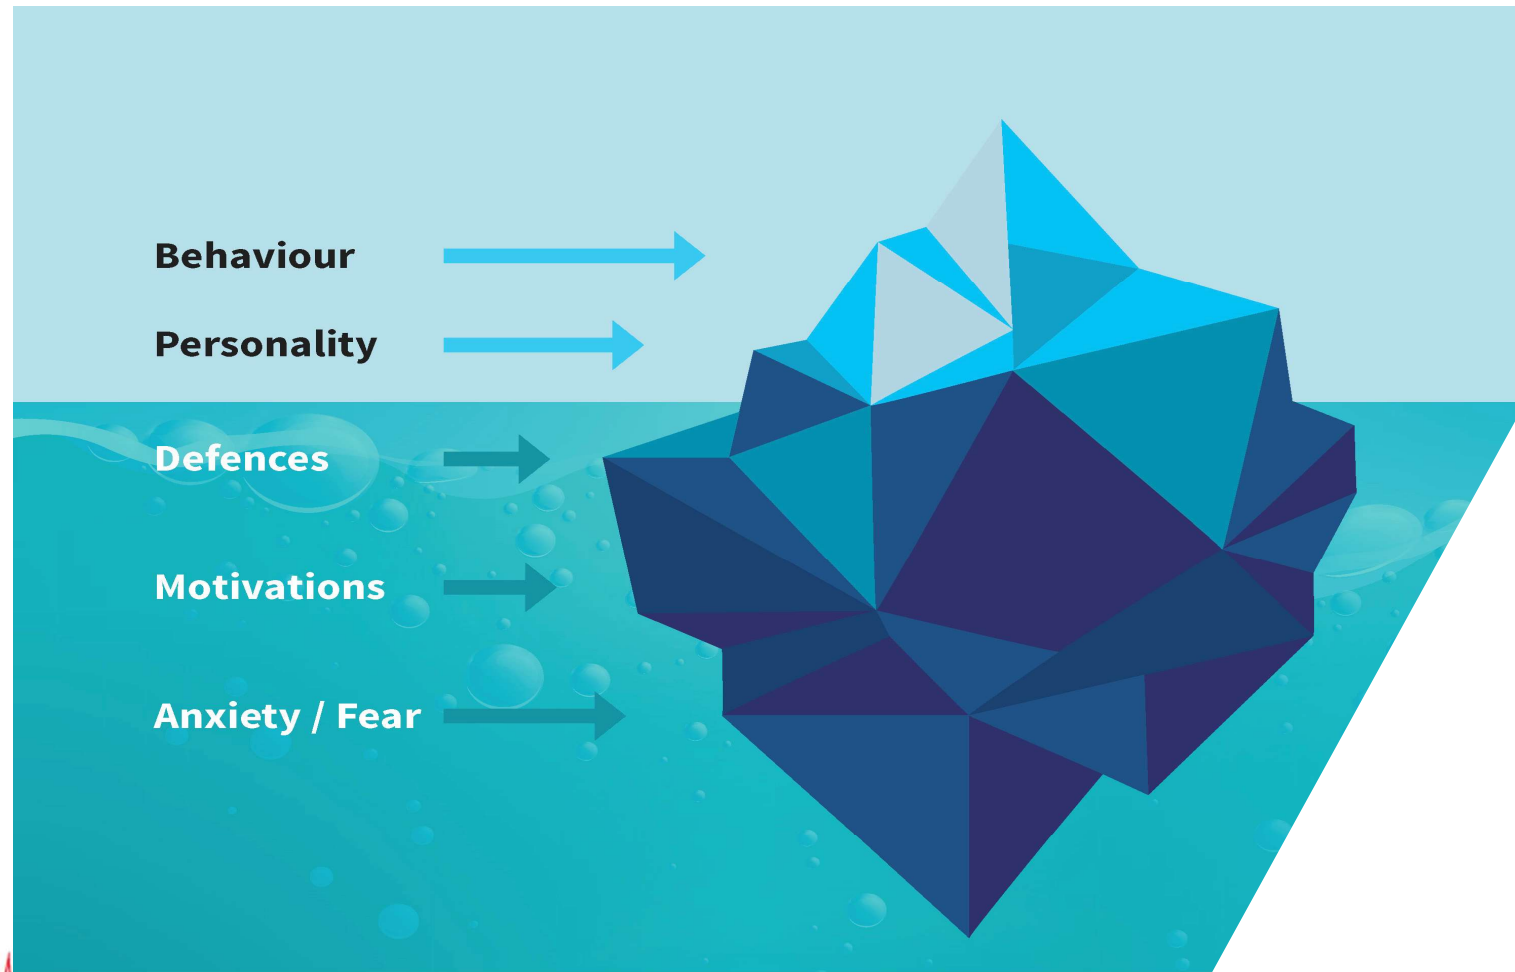 Behaviour
Personality
Defences
Motivations
Anxiety / Fear